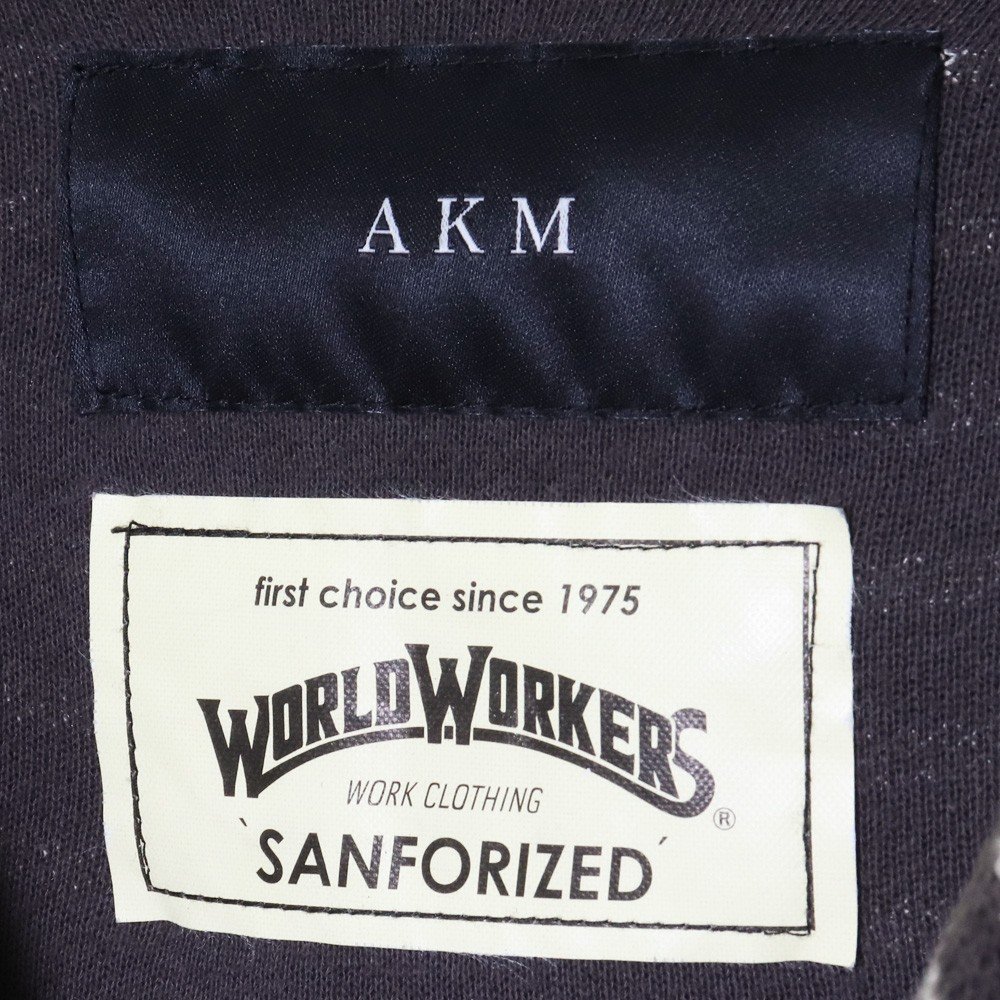 AKM
first choice since 1975
WORLD WORKERS
WORK CLOTHING
®
`SANFORIZED´